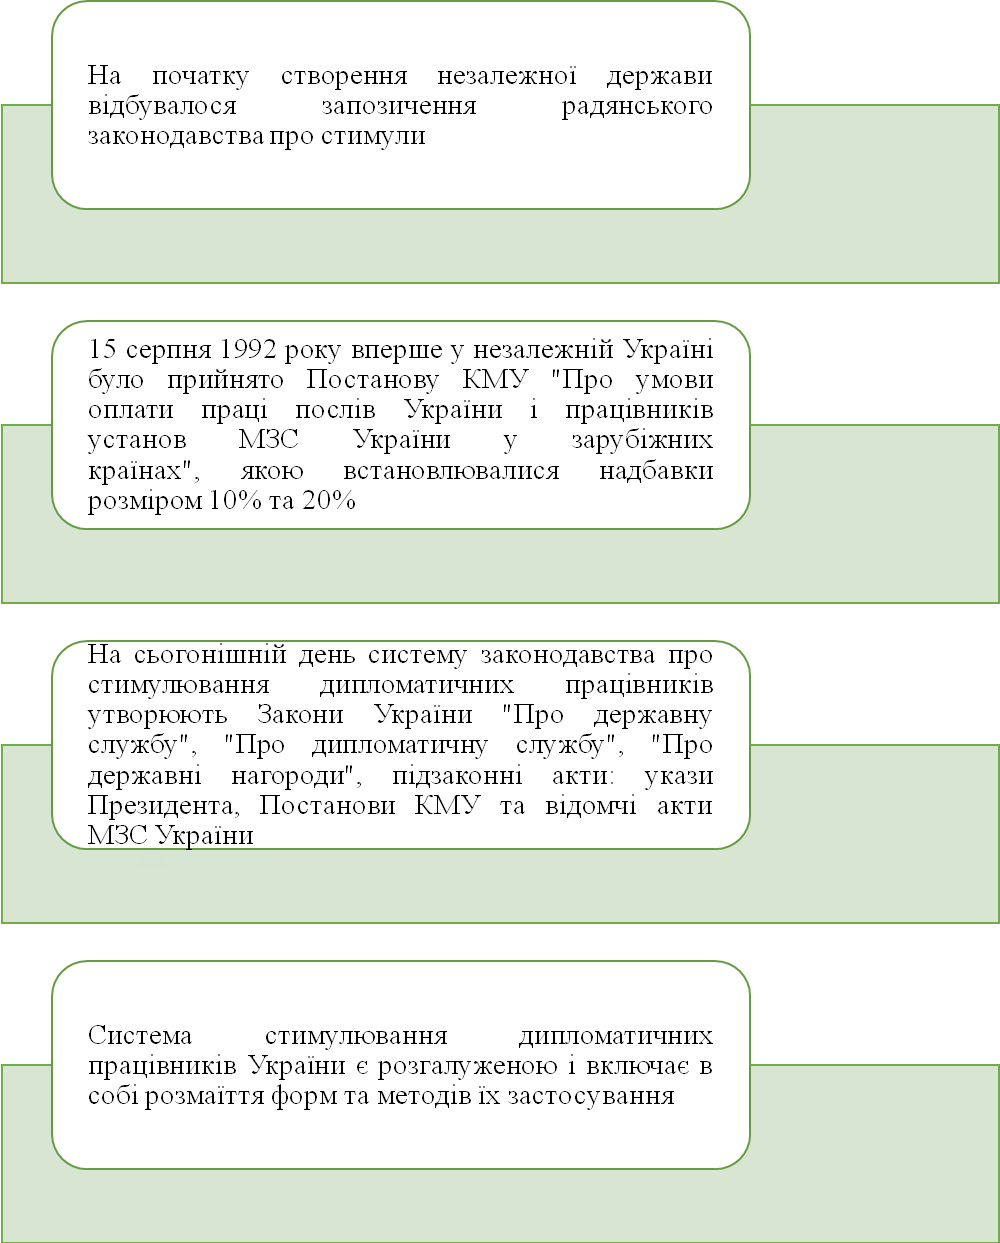 На початку створення незалежної держави
відбувалося запозичення радянського
законодавства про стимули
15 серпня 1992 року вперше у незалежній Україні
було прийнято Постанову КМУ "Про умови
оплати праці послів України і працівників
установ МЗС України у зарубіжних
країнах", якою встановлювалися надбавки
розміром 10% та 20%
На сьогонішній день систему законодавства про
стимулювання дипломатичних працівників
утворюють Закони України "Про державну
службу", "Про дипломатичну службу", "Про
державні нагороди", підзаконні акти: укази
Президента, Постанови КМУ та відомчі акти
МЗС України
Система стимулювання дипломатичних
працівників України є розгалуженою і включає в
собі розмаїття форм та методів їх застосування